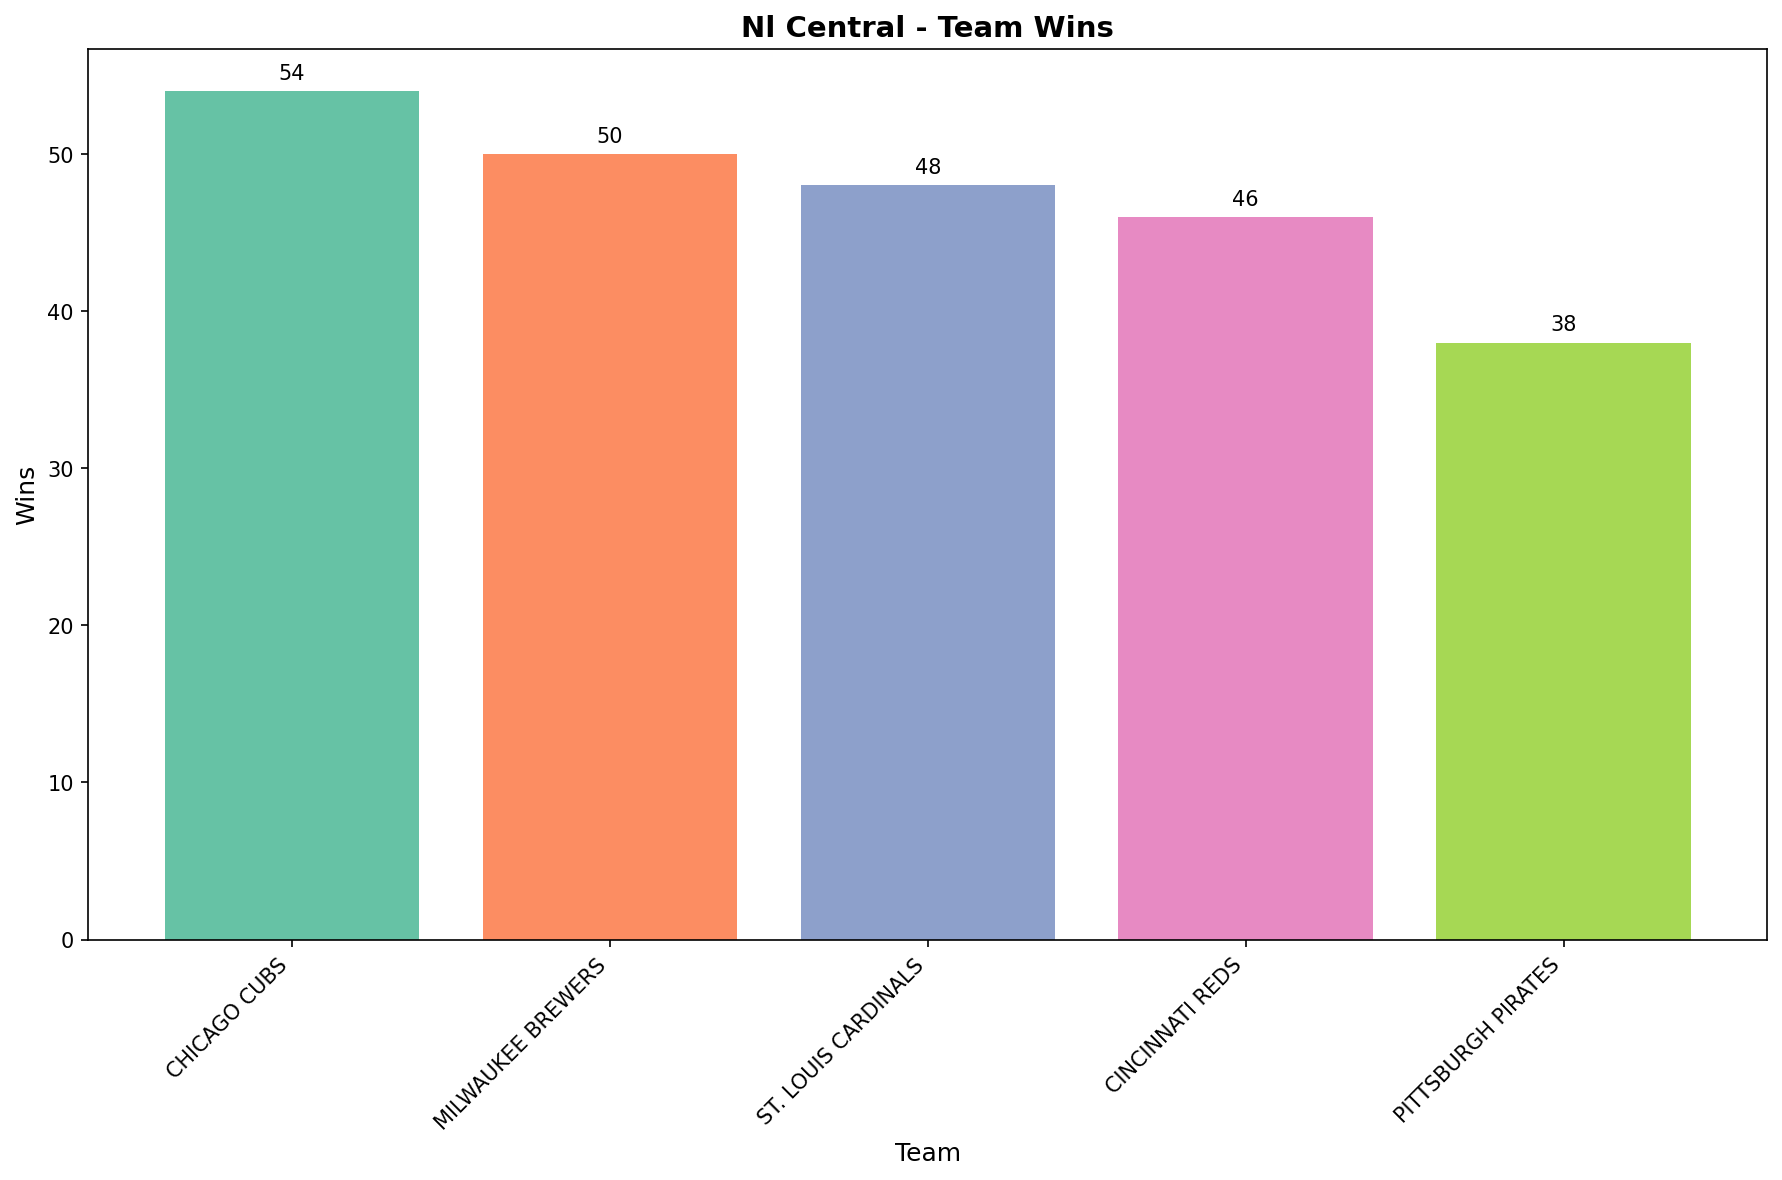 Nl Central - Team Wins
54
50
48
46
38
Wins
50
40
30
20
10
0
CHICAGO CUBS
MILWAUKEE BREWERS
ST. LOUIS CARDINALS
CINCINNATI REDS
PITTSBURGH PIRATES
Team